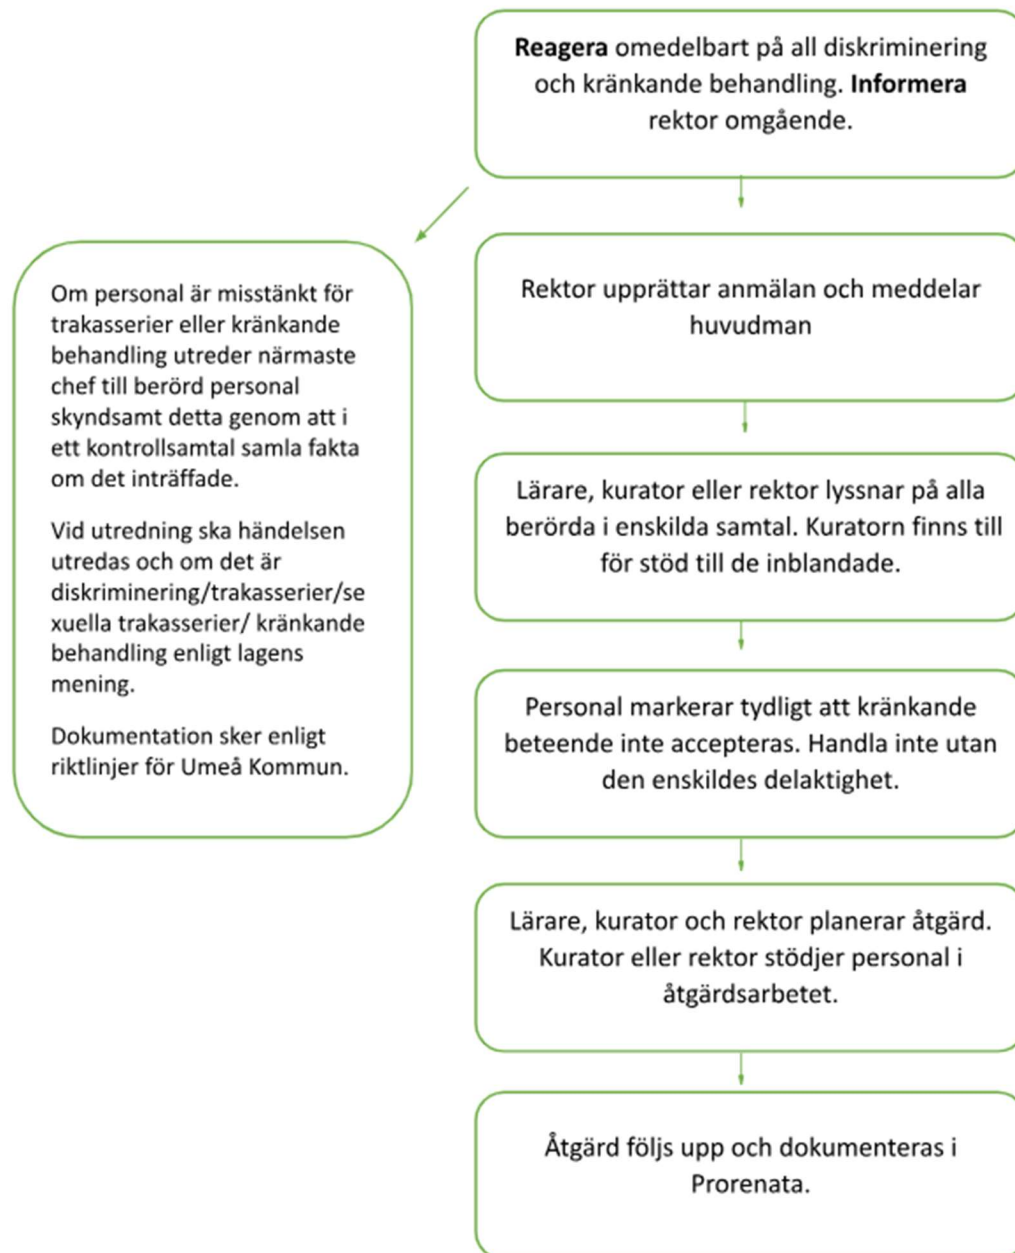 Reagera omedelbart på all diskriminering
och kränkande behandling. Informera
rektor omgående.
Om personal är misstänkt för
trakasserier eller kränkande
behandling utreder närmaste
chef till berörd personal
skyndsamt detta genom att i
ett kontrollsamtal samla fakta
om det inträffade.
Vid utredning ska händelsen
utredas och om det är
diskriminering/trakasserier/se
xuella trakasserier/ kränkande
behandling enligt lagens
mening.
Dokumentation sker enligt
riktlinjer för Umeå Kommun.
Rektor upprättar anmälan och meddelar
huvudman
Lärare, kurator eller rektor lyssnar på alla
berörda i enskilda samtal. Kuratorn finns till
för stöd till de inblandade.
Personal markerar tydligt att kränkande
beteende inte accepteras. Handla inte utan
den enskildes delaktighet.
Lärare, kurator och rektor planerar åtgärd.
Kurator eller rektor stödjer personal i
åtgärdsarbetet.
Åtgärd följs upp och dokumenteras i
Prorenata.